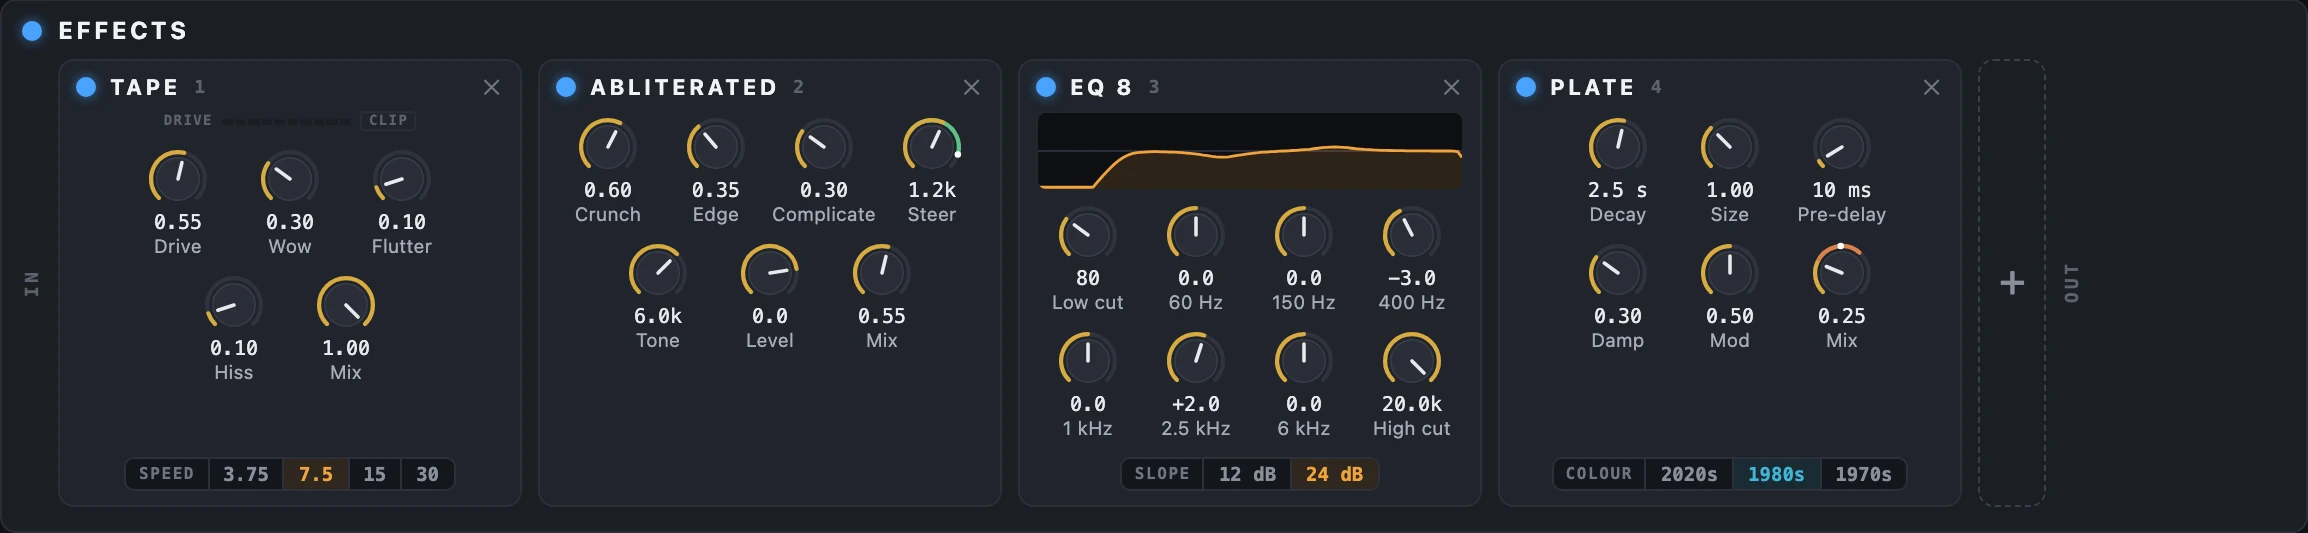 EFFECTS
IN
TAPE 1
DRIVE CLIP
0.55 0.30 0.10
Drive Wow Flutter
0.10 1.00
Hiss Mix
SPEED 3.75 7.5 15 30
ABLITERATED 2
0.60 0.35 0.30 1.2k
Crunch Edge Complicate Steer
6.0k 0.0 0.55
Tone Level Mix
EQ 8 3
80 0.0 0.0 −3.0
Low cut 60 Hz 150 Hz 400 Hz
0.0 +2.0 0.0 20.0k
1 kHz 2.5 kHz 6 kHz High cut
SLOPE 12 dB 24 dB
PLATE 4
2.5 s 1.00 10 ms
Decay Size Pre-delay
0.30 0.50 0.25
Damp Mod Mix
COLOUR 2020s 1980s 1970s
+
OUT